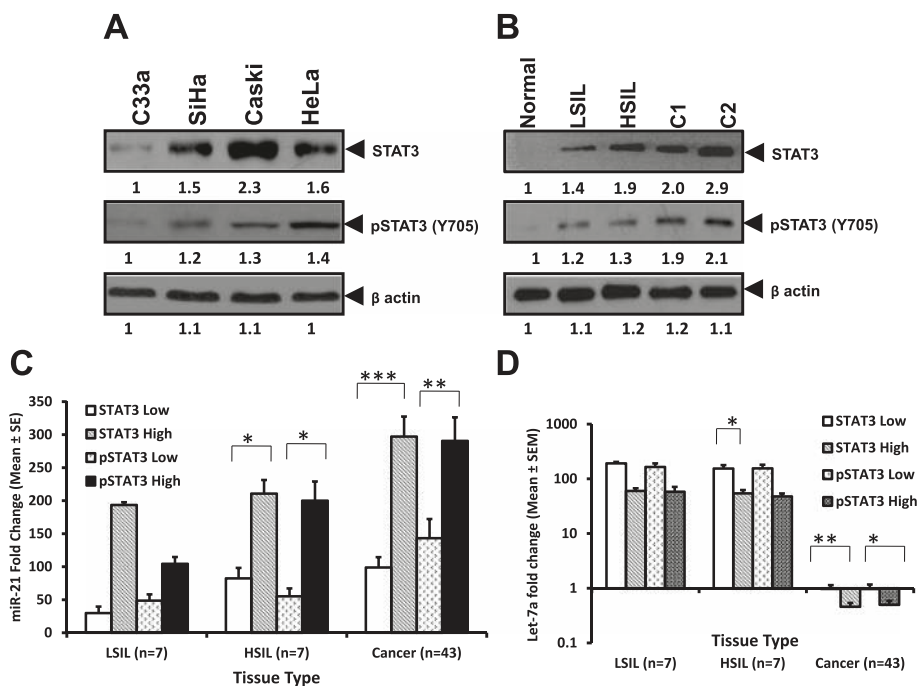 A
C33a
SiHa
Caski
HeLa
STAT3
1 1.5 2.3 1.6
pSTAT3 (Y705)
1 1.2 1.3 1.4
β actin
1 1.1 1.1 1
B
Normal
LSIL
HSIL
C1
C2
STAT3
1 1.4 1.9 2.0 2.9
pSTAT3 (Y705)
1 1.2 1.3 1.9 2.1
β actin
1 1.1 1.2 1.2 1.1
C
miR-21 Fold Change (Mean ± SE)
350
300
250
200
150
100
50
0
STAT3 Low
STAT3 High
pSTAT3 Low
pSTAT3 High
* * *** **
LSIL (n=7) HSIL (n=7) Cancer (n=43)
Tissue Type
D
Let-7a fold change (Mean ± SEM)
1000
100
10
1
0.1
STAT3 Low
STAT3 High
pSTAT3 Low
pSTAT3 High
*
** *
Tissue Type
LSIL (n=7) HSIL (n=7) Cancer (n=43)